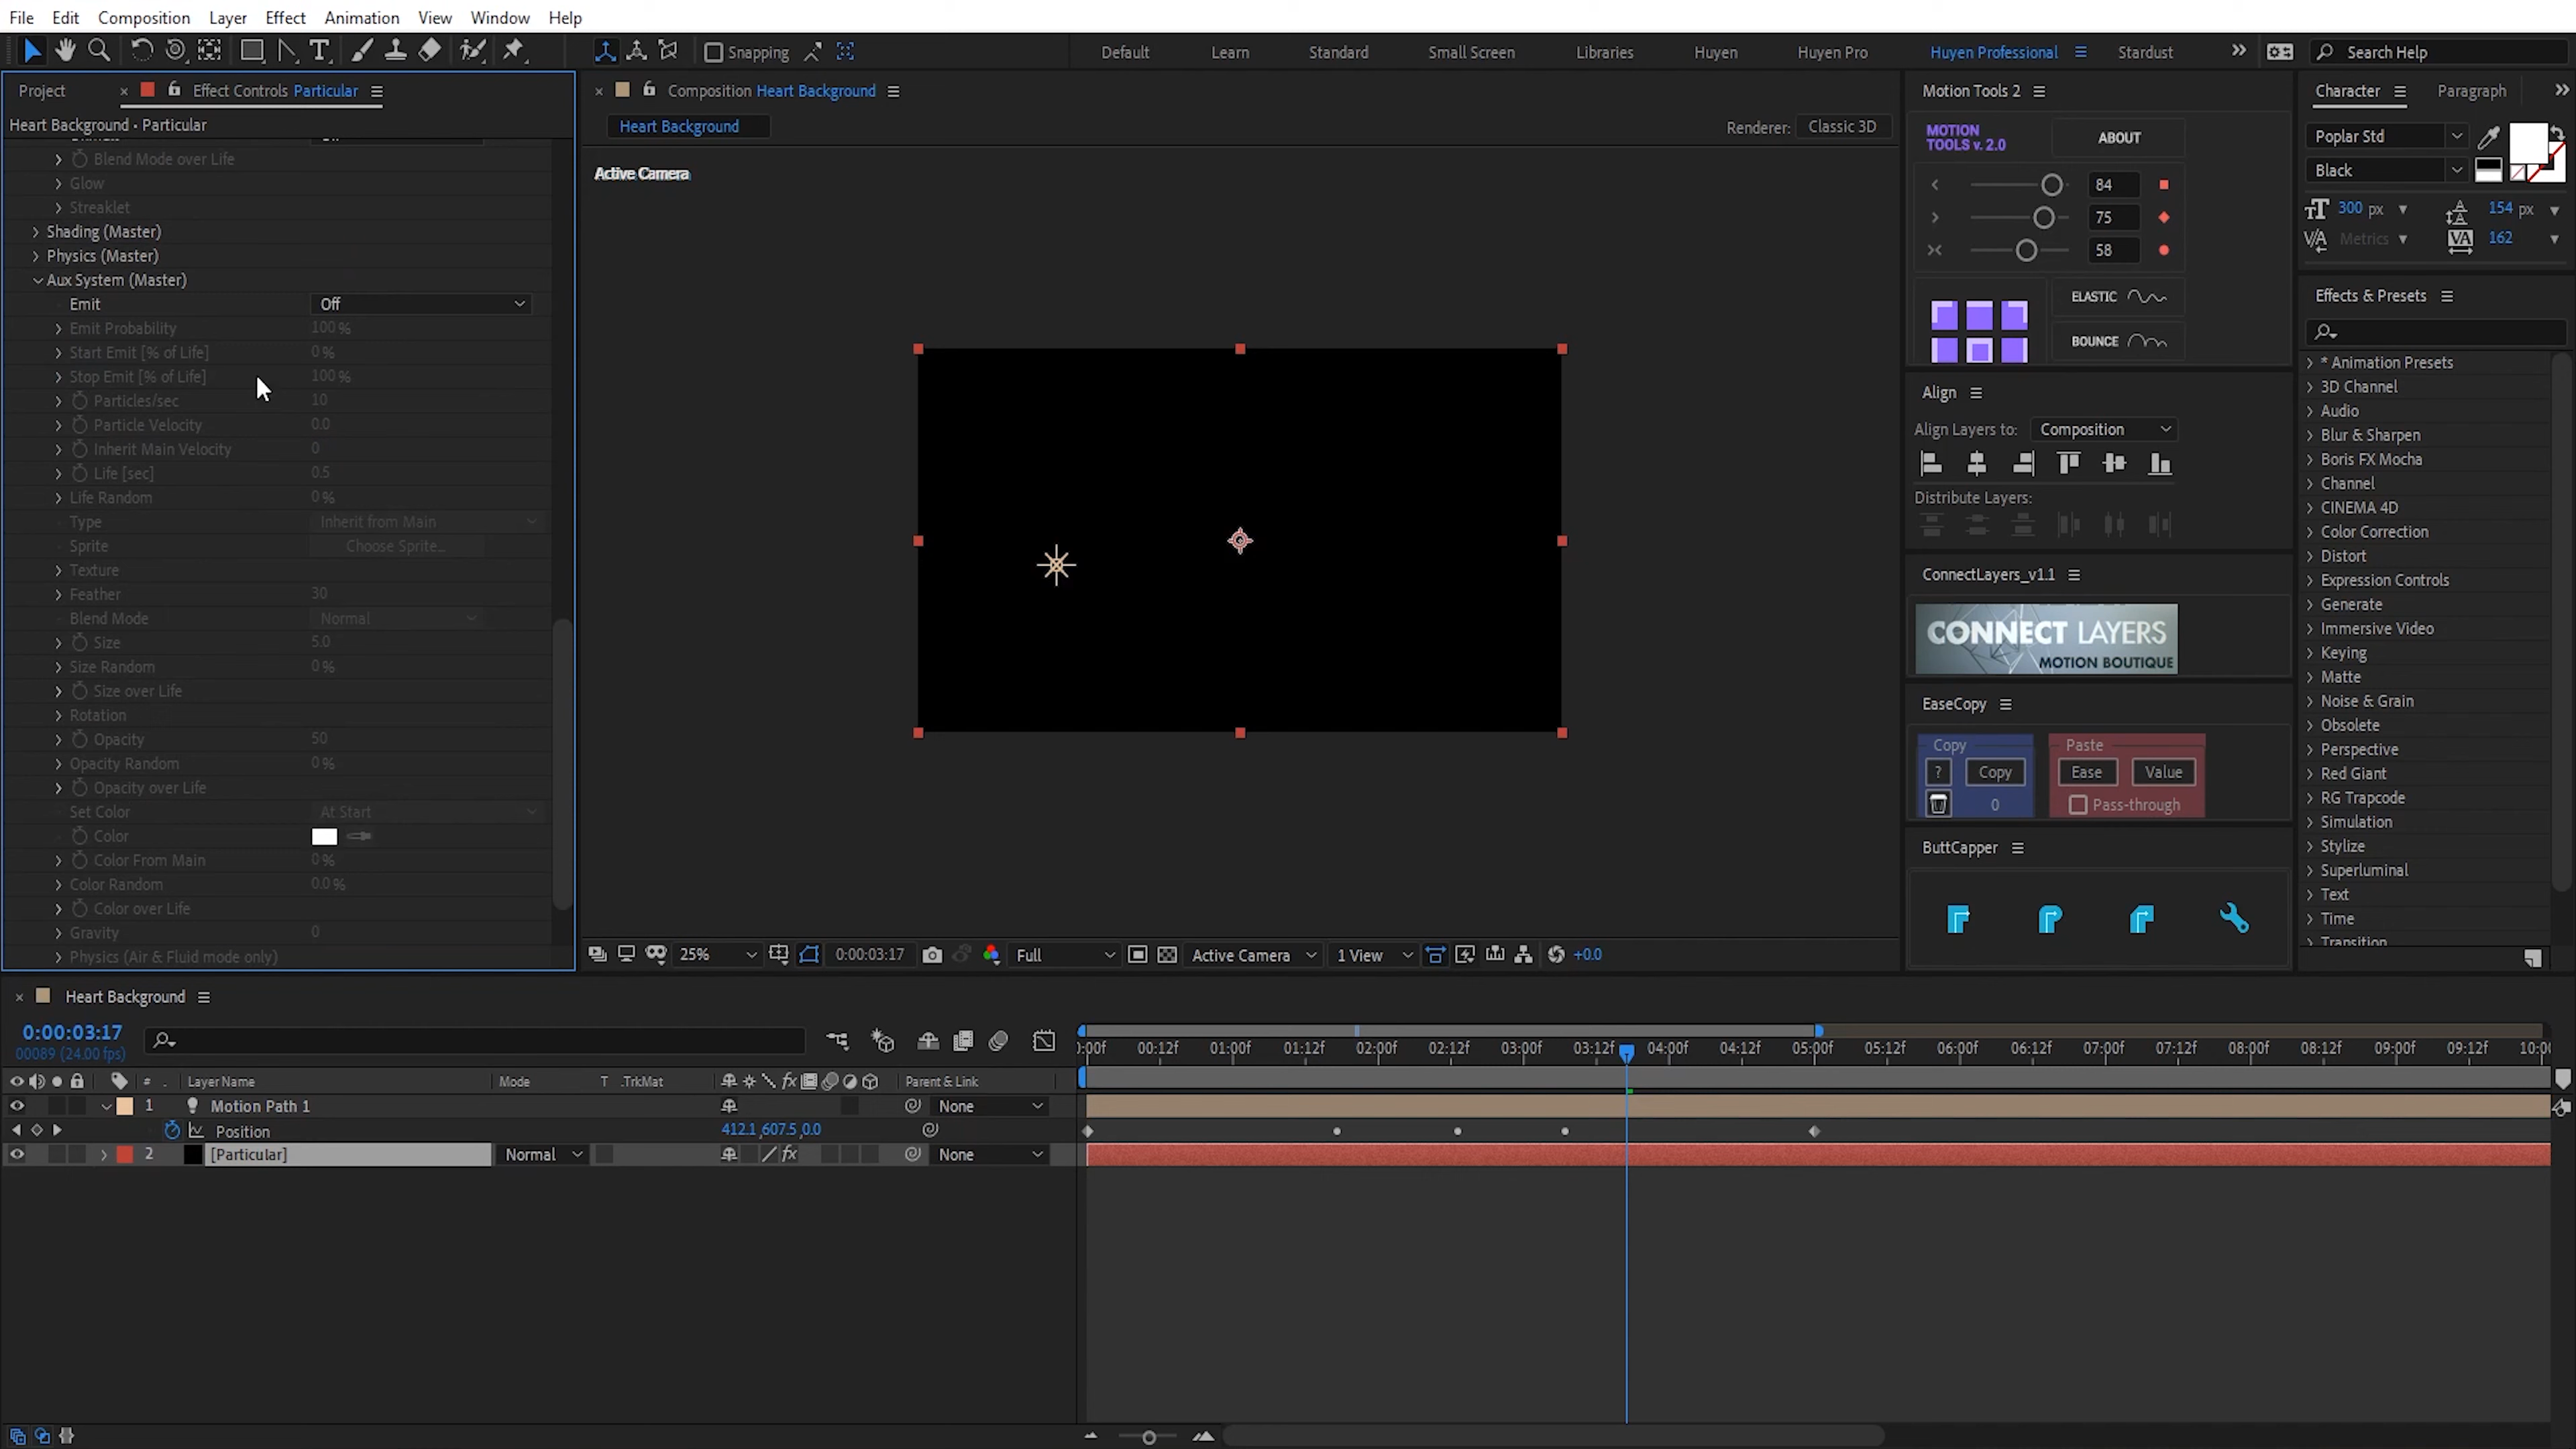 File Edit Composition Layer Effect Animation View Window Help
Snapping Default Learn Standard Small Screen Libraries Huyen Huyen Pro Huyen Professional Stardust Search Help
Project Effect Controls Particular
Heart Background • Particular
Blend Mode over Life
Glow
Streaklet
Shading (Master)
Physics (Master)
Aux System (Master)
Emit Off
Emit Probability 100 %
Start Emit [% of Life] 0 %
Stop Emit [% of Life] 100 %
Particles/sec 10
Particle Velocity 0.0
Inherit Main Velocity 0
Life [sec] 0.5
Life Random 0 %
Type Inherit from Main
Sprite Choose Sprite...
Texture
Feather 30
Blend Mode Normal
Size 5.0
Size Random 0 %
Size over Life
Rotation
Opacity 50
Opacity Random 0 %
Opacity over Life
Set Color At Start
Color
Color From Main 0 %
Color Random 0.0 %
Color over Life
Gravity 0
Physics (Air & Fluid mode only)
Composition Heart Background
Heart Background Renderer: Classic 3D
Active Camera
25% 0:00:03:17 Full Active Camera 1 View +0.0
Motion Tools 2
MOTION
TOOLS v. 2.0
ABOUT
84
75
58
ELASTIC
BOUNCE
Align
Align Layers to: Composition
Distribute Layers:
ConnectLayers_v1.1
CONNECT LAYERS
MOTION BOUTIQUE
EaseCopy
Copy Paste
? Copy Ease Value
0 Pass-through
ButtCapper
Character Paragraph
Poplar Std
Black
300 px 154 px
Metrics 162
Effects & Presets
* Animation Presets
3D Channel
Audio
Blur & Sharpen
Boris FX Mocha
Channel
CINEMA 4D
Color Correction
Distort
Expression Controls
Generate
Immersive Video
Keying
Matte
Noise & Grain
Obsolete
Perspective
Red Giant
RG Trapcode
Simulation
Stylize
Superluminal
Text
Time
Transition
Heart Background
0:00:03:17
00089 (24.00 fps)
:00f 00:12f 01:00f 01:12f 02:00f 02:12f 03:00f 03:12f 04:00f 04:12f 05:00f 05:12f 06:00f 06:12f 07:00f 07:12f 08:00f 08:12f 09:00f 09:12f 10:0
# Layer Name Mode T .TrkMat Parent & Link
1 Motion Path 1 None
Position 412.1,607.5,0.0
2 [Particular] Normal None